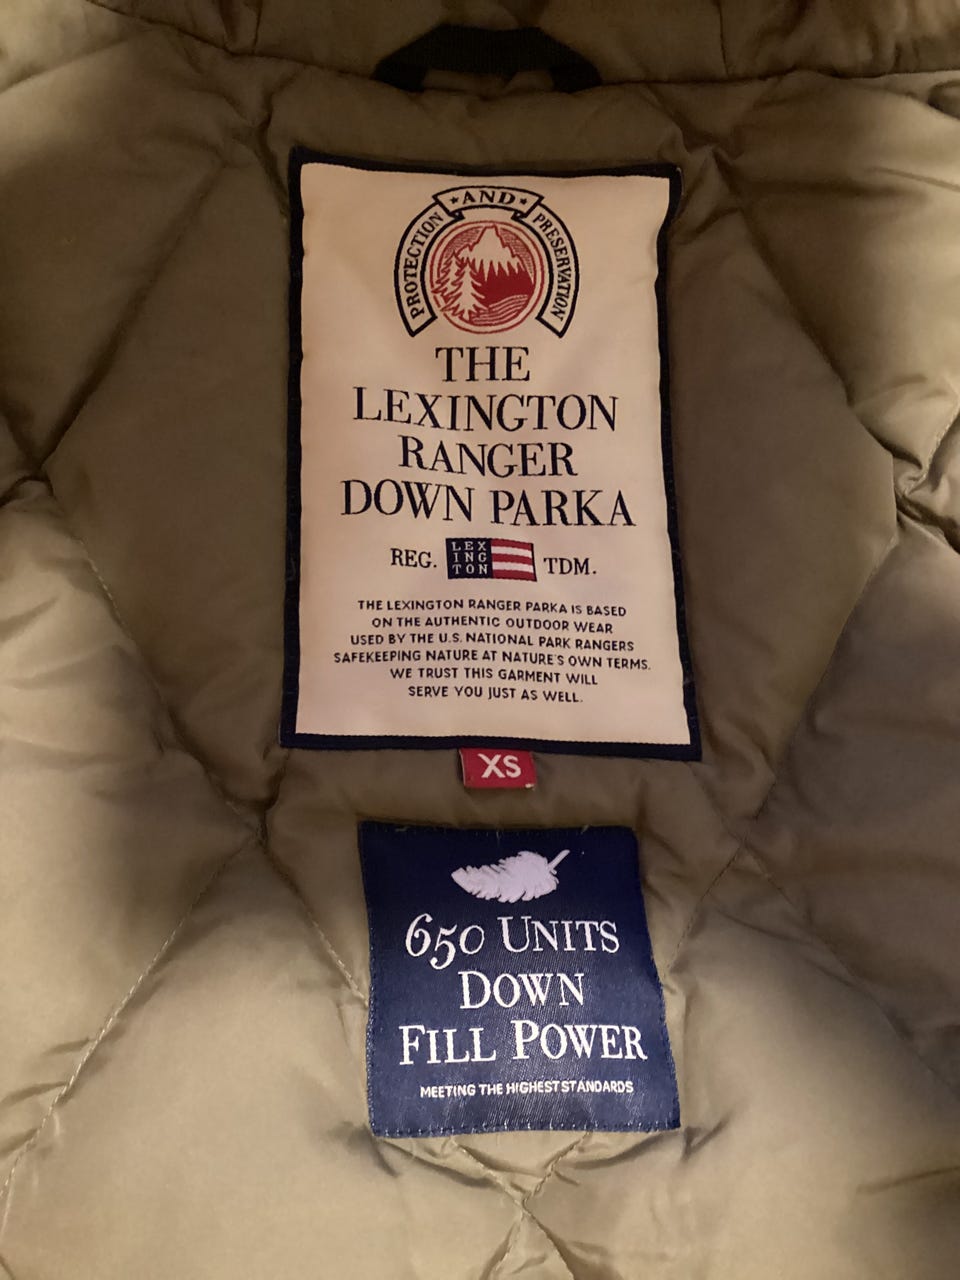 PROTECTION ★AND★ PRESERVATION
THE
LEXINGTON
RANGER
DOWN PARKA
REG. LEX ING TON TDM.
THE LEXINGTON RANGER PARKA IS BASED
ON THE AUTHENTIC OUTDOOR WEAR
USED BY THE U.S. NATIONAL PARK RANGERS
SAFEKEEPING NATURE AT NATURE'S OWN TERMS.
WE TRUST THIS GARMENT WILL
SERVE YOU JUST AS WELL.
XS
650 UNITS
DOWN
FILL POWER
MEETING THE HIGHEST STANDARDS